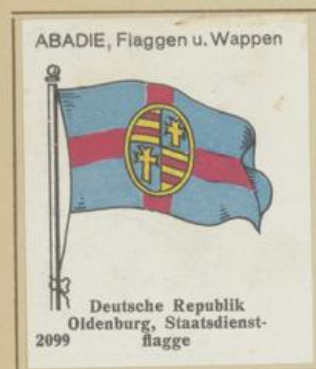 ABADIE, Flaggen u. Wappen
Deutsche Republik
Oldenburg, Staatsdienst-
2099 flagge